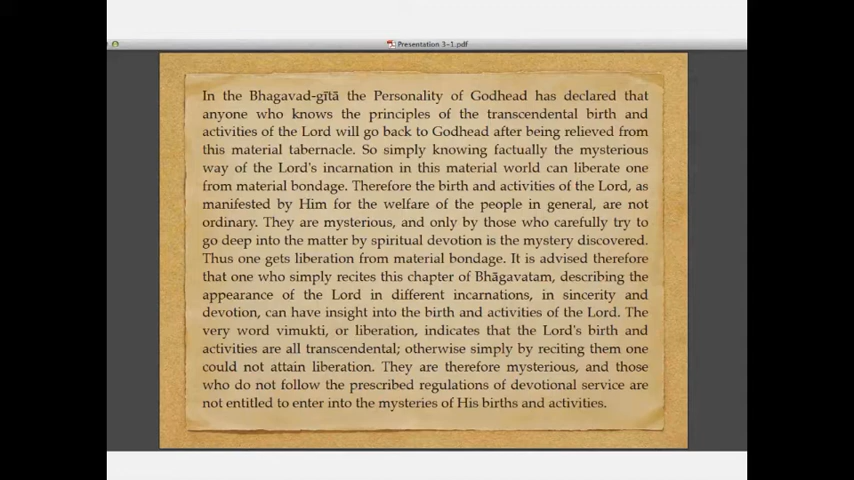 Presentation 3-1.pdf
In the Bhagavad-gītā the Personality of Godhead has declared that
anyone who knows the principles of the transcendental birth and
activities of the Lord will go back to Godhead after being relieved from
this material tabernacle. So simply knowing factually the mysterious
way of the Lord's incarnation in this material world can liberate one
from material bondage. Therefore the birth and activities of the Lord, as
manifested by Him for the welfare of the people in general, are not
ordinary. They are mysterious, and only by those who carefully try to
go deep into the matter by spiritual devotion is the mystery discovered.
Thus one gets liberation from material bondage. It is advised therefore
that one who simply recites this chapter of Bhāgavatam, describing the
appearance of the Lord in different incarnations, in sincerity and
devotion, can have insight into the birth and activities of the Lord. The
very word vimukti, or liberation, indicates that the Lord's birth and
activities are all transcendental; otherwise simply by reciting them one
could not attain liberation. They are therefore mysterious, and those
who do not follow the prescribed regulations of devotional service are
not entitled to enter into the mysteries of His births and activities.